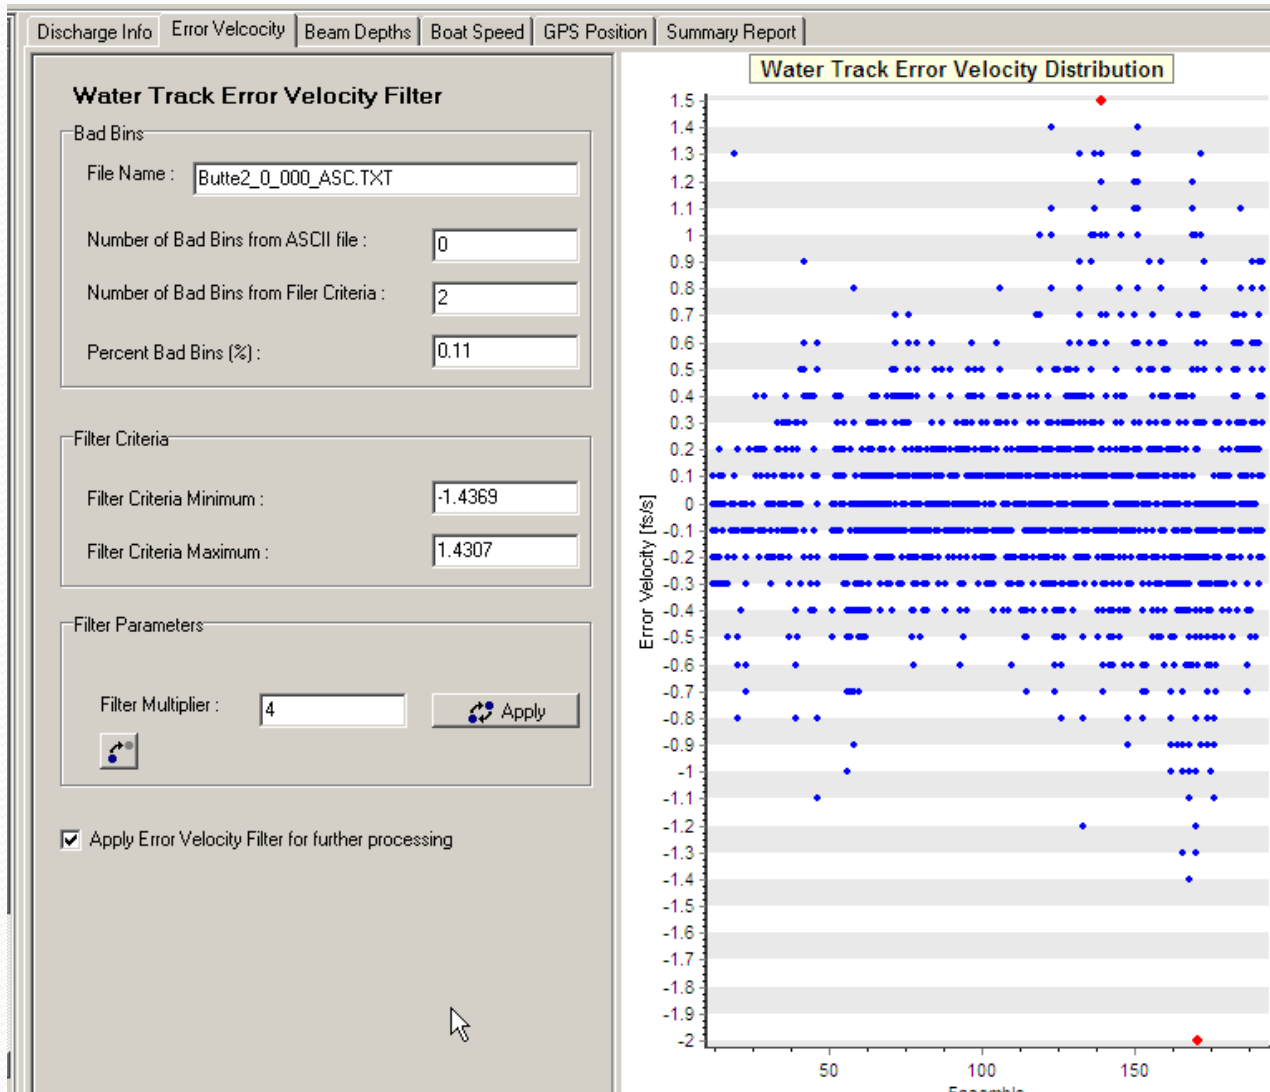 Discharge Info Error Velcocity Beam Depths Boat Speed GPS Position Summary Report
Water Track Error Velocity Filter
Bad Bins
File Name : Butte2_0_000_ASC.TXT
Number of Bad Bins from ASCII file : 0
Number of Bad Bins from Filer Criteria : 2
Percent Bad Bins (%) : 0.11
Filter Criteria
Filter Criteria Minimum : -1.4369
Filter Criteria Maximum : 1.4307
Filter Parameters
Filter Multiplier : 4 Apply
Apply Error Velocity Filter for further processing
Water Track Error Velocity Distribution
Error Velocity [fs/s]
1.5
1.4
1.3
1.2
1.1
1
0.9
0.8
0.7
0.6
0.5
0.4
0.3
0.2
0.1
0
-0.1
-0.2
-0.3
-0.4
-0.5
-0.6
-0.7
-0.8
-0.9
-1
-1.1
-1.2
-1.3
-1.4
-1.5
-1.6
-1.7
-1.8
-1.9
-2
50 100 150